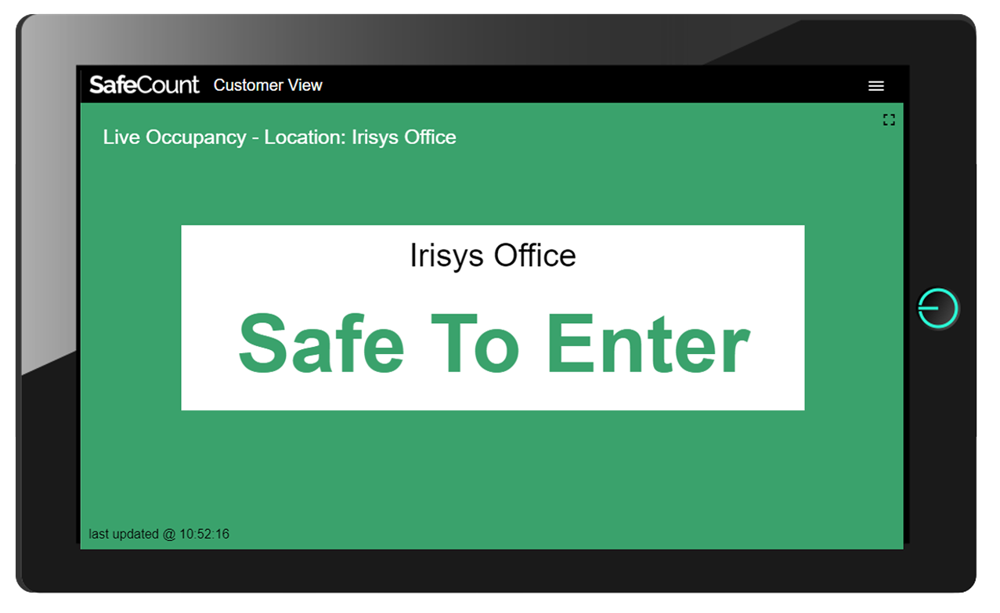 SafeCount Customer View
Live Occupancy - Location: Irisys Office
Irisys Office
Safe To Enter
last updated @ 10:52:16